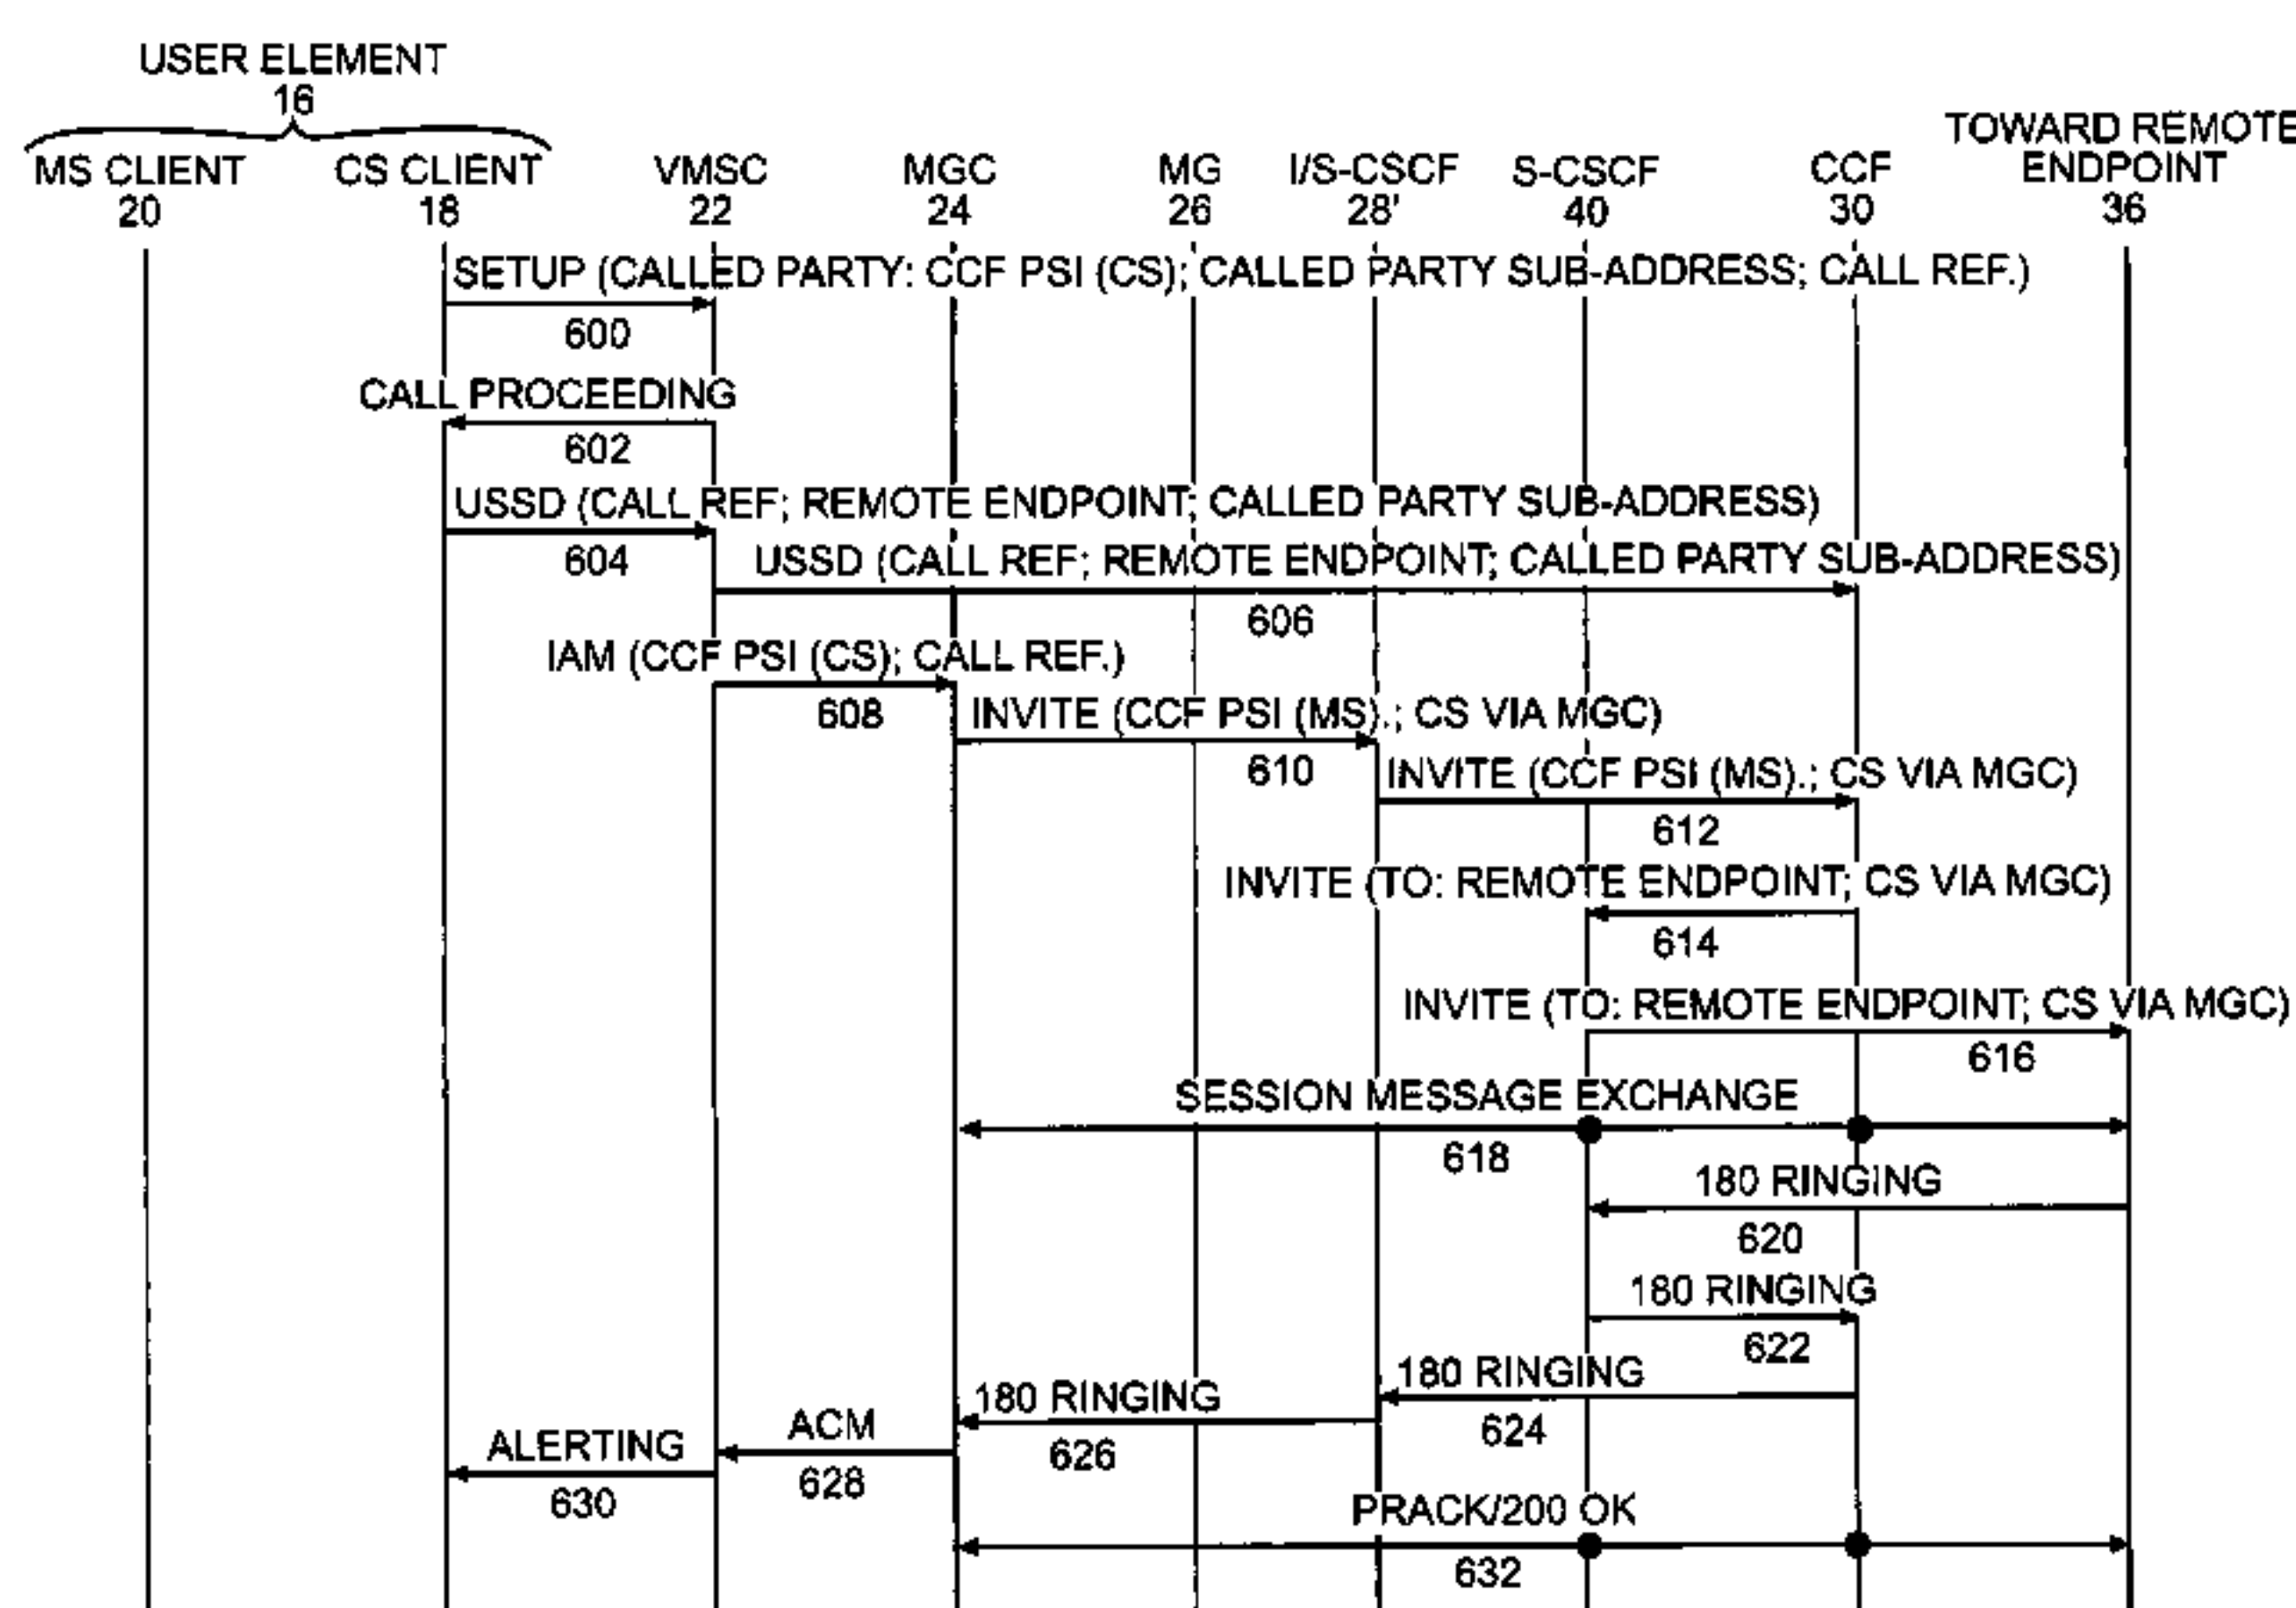 USER ELEMENT
16
MS CLIENT
20
CS CLIENT
18
VMSC
22
MGC
24
MG
26
I/S-CSCF
28'
S-CSCF
40
CCF
30
TOWARD REMOTE
ENDPOINT
36
SETUP (CALLED PARTY: CCF PSI (CS); CALLED PARTY SUB-ADDRESS; CALL REF.)
600
CALL PROCEEDING
602
USSD (CALL REF; REMOTE ENDPOINT; CALLED PARTY SUB-ADDRESS)
604
USSD (CALL REF; REMOTE ENDPOINT; CALLED PARTY SUB-ADDRESS)
606
IAM (CCF PSI (CS); CALL REF.)
608
INVITE (CCF PSI (MS).; CS VIA MGC)
610
INVITE (CCF PSI (MS).; CS VIA MGC)
612
INVITE (TO: REMOTE ENDPOINT; CS VIA MGC)
614
INVITE (TO: REMOTE ENDPOINT; CS VIA MGC)
616
SESSION MESSAGE EXCHANGE
618
180 RINGING
620
180 RINGING
622
180 RINGING
624
180 RINGING
626
ACM
628
ALERTING
630
PRACK/200 OK
632